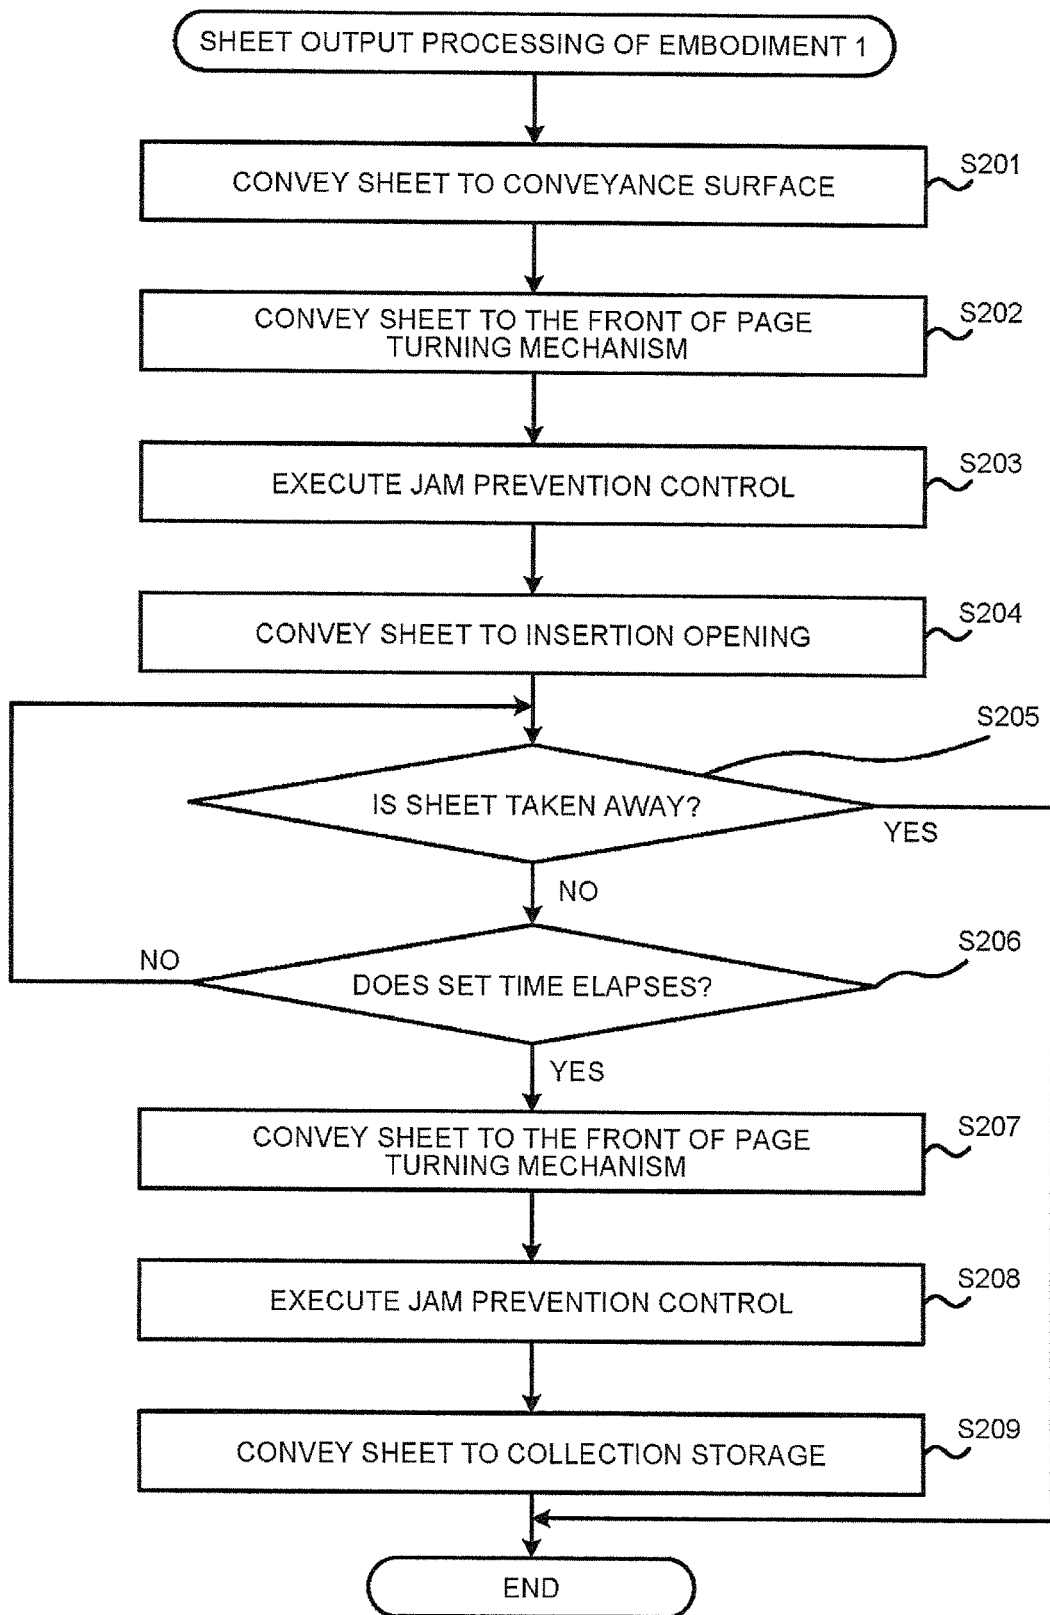 SHEET OUTPUT PROCESSING OF EMBODIMENT 1
CONVEY SHEET TO CONVEYANCE SURFACE
S201
CONVEY SHEET TO THE FRONT OF PAGE
TURNING MECHANISM
S202
EXECUTE JAM PREVENTION CONTROL
S203
CONVEY SHEET TO INSERTION OPENING
S204
S205
IS SHEET TAKEN AWAY?
YES
NO
S206
NO
DOES SET TIME ELAPSES?
YES
CONVEY SHEET TO THE FRONT OF PAGE
TURNING MECHANISM
S207
EXECUTE JAM PREVENTION CONTROL
S208
CONVEY SHEET TO COLLECTION STORAGE
S209
END